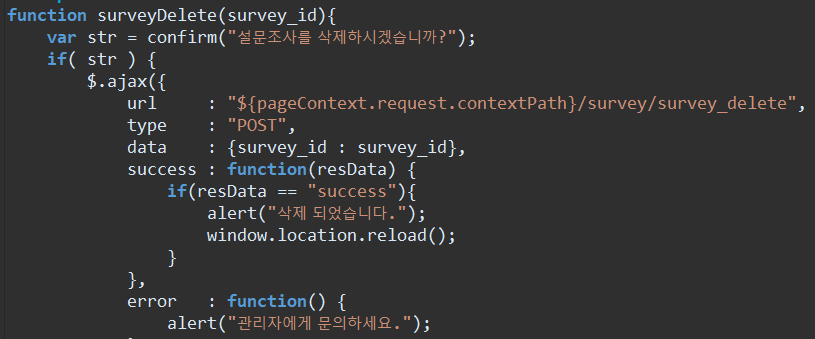 function surveyDelete(survey_id){
var str = confirm("설문조사를 삭제하시겠습니까?");
if( str ) {
$.ajax({
url : "${pageContext.request.contextPath}/survey/survey_delete",
type : "POST",
data : {survey_id : survey_id},
success : function(resData) {
if(resData == "success"){
alert("삭제 되었습니다.");
window.location.reload();
}
},
error : function() {
alert("관리자에게 문의하세요.");